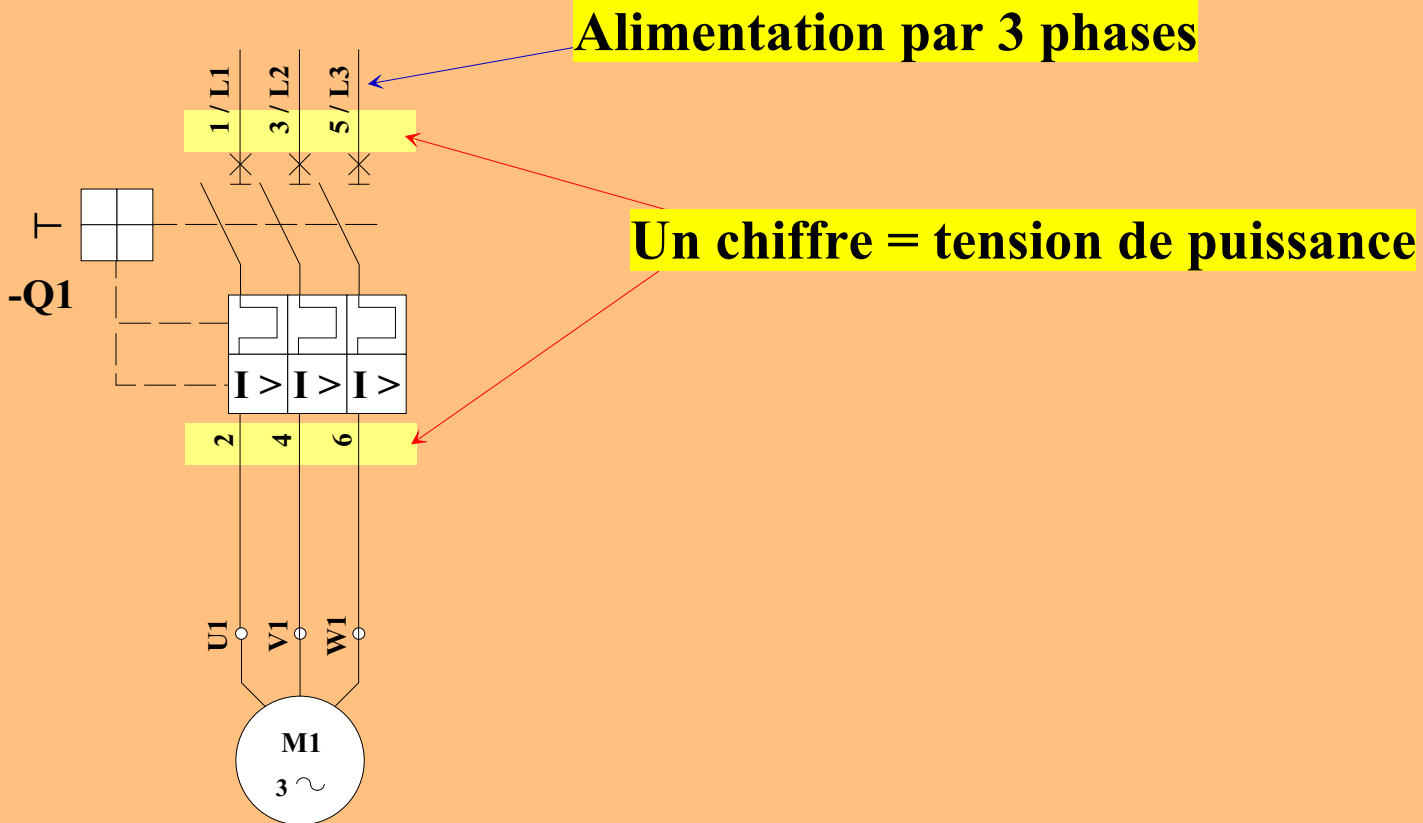 Alimentation par 3 phases
1 / L1
3 / L2
5 / L3
Un chiffre = tension de puissance
-Q1
I >
I >
I >
2
4
6
U1
V1
W1
M1
3